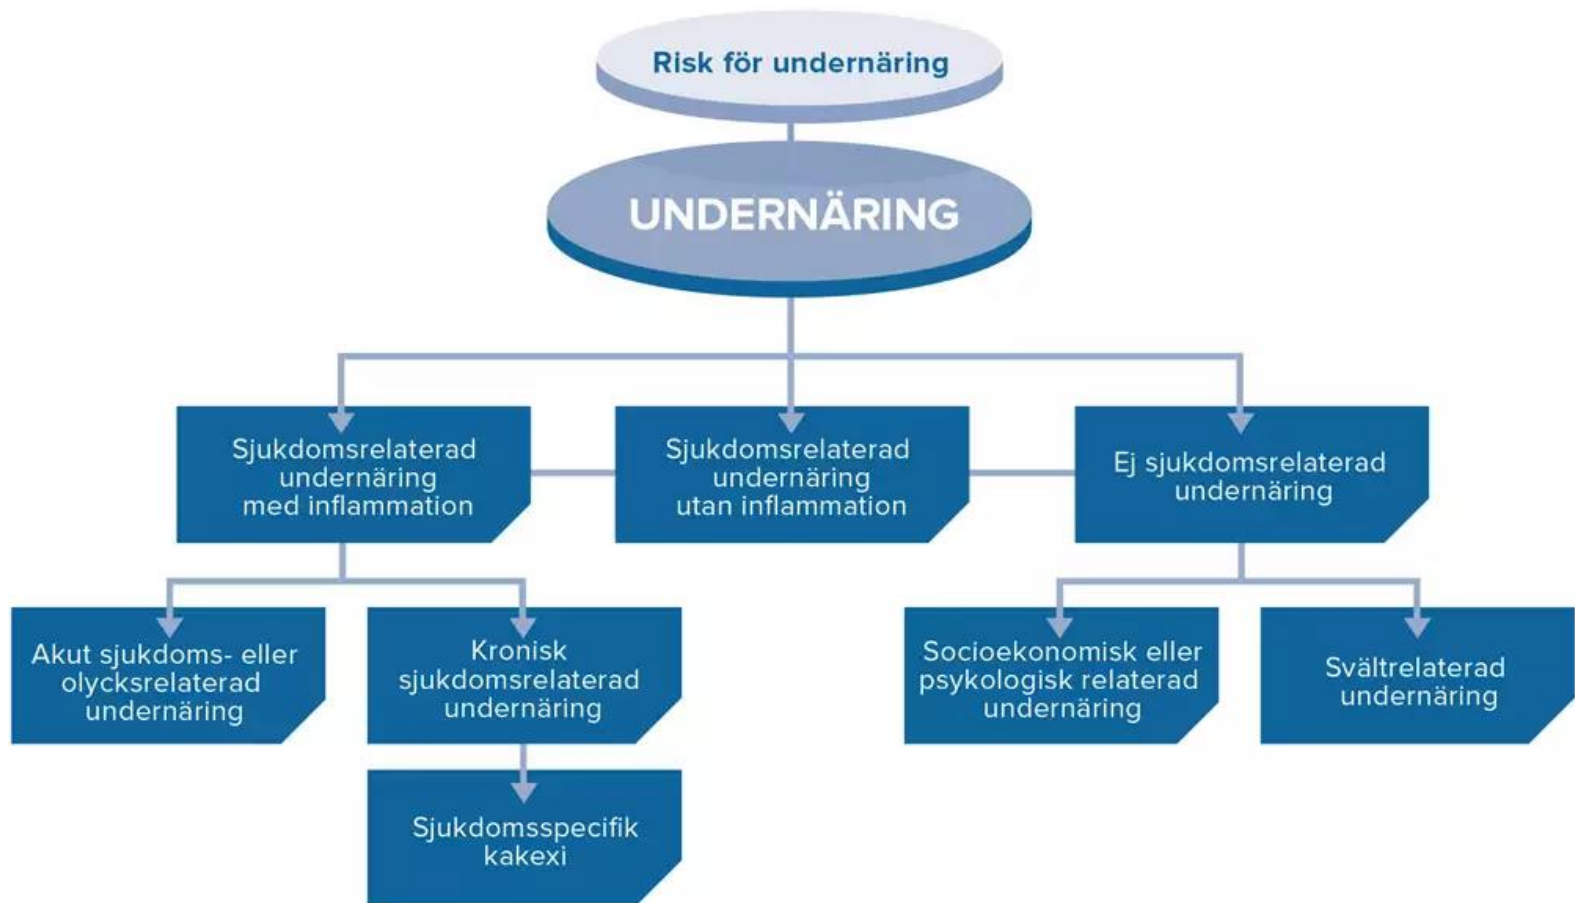 Risk för undernäring
UNDERNÄRING
Sjukdomsrelaterad
undernäring
med inflammation
Sjukdomsrelaterad
undernäring
utan inflammation
Ej sjukdomsrelaterad
undernäring
Akut sjukdoms- eller
olycksrelaterad
undernäring
Kronisk
sjukdomsrelaterad
undernäring
Socioekonomisk eller
psykologisk relaterad
undernäring
Svältrelaterad
undernäring
Sjukdomsspecifik
kakexi